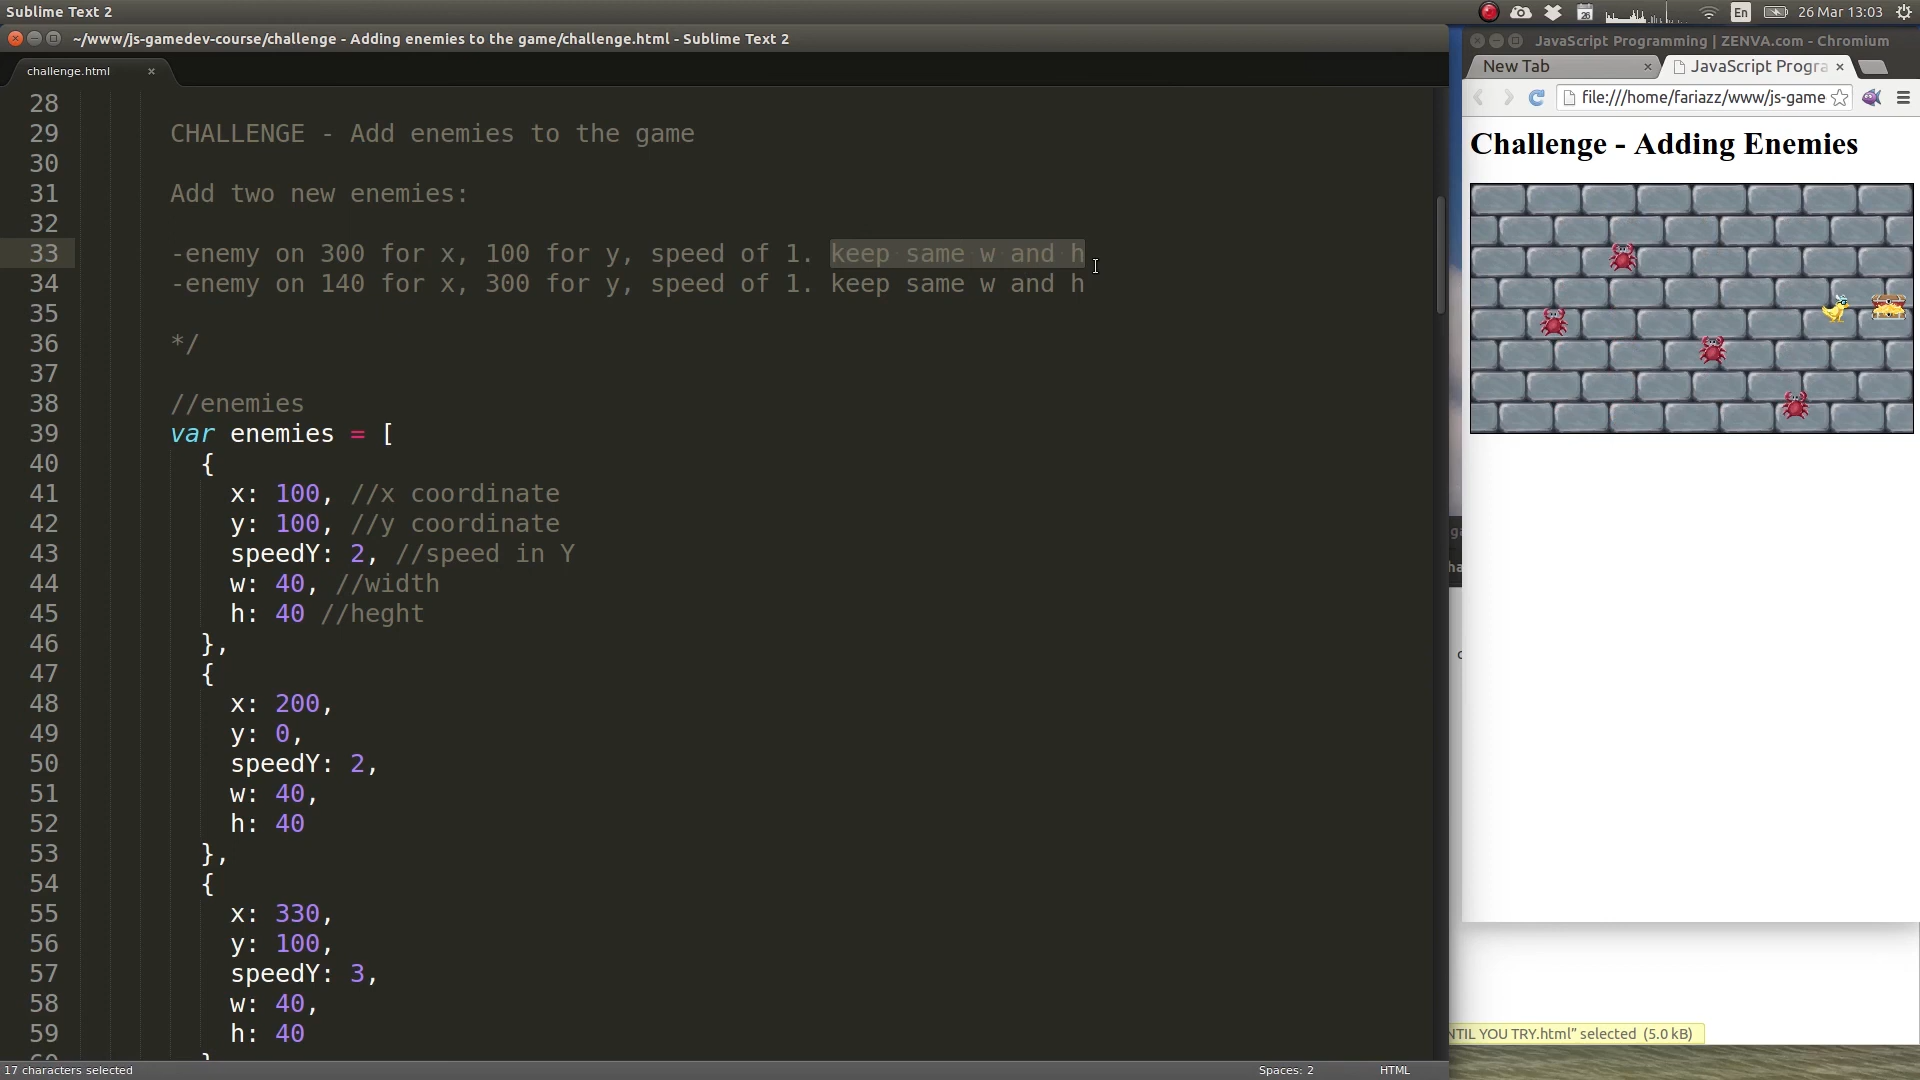 Sublime Text 2
En
26 Mar 13:03
~/www/js-gamedev-course/challenge - Adding enemies to the game/challenge.html - Sublime Text 2
challenge.html
28
29 CHALLENGE - Add enemies to the game
30
31 Add two new enemies:
32
33 -enemy on 300 for x, 100 for y, speed of 1. keep same w and h
34 -enemy on 140 for x, 300 for y, speed of 1. keep same w and h
35
36 */
37
38 //enemies
39 var enemies = [
40 {
41 x: 100, //x coordinate
42 y: 100, //y coordinate
43 speedY: 2, //speed in Y
44 w: 40, //width
45 h: 40 //heght
46 },
47 {
48 x: 200,
49 y: 0,
50 speedY: 2,
51 w: 40,
52 h: 40
53 },
54 {
55 x: 330,
56 y: 100,
57 speedY: 3,
58 w: 40,
59 h: 40
17 characters selected
Spaces: 2
HTML
JavaScript Programming | ZENVA.com - Chromium
New Tab
JavaScript Progra
file:///home/fariazz/www/js-game
Challenge - Adding Enemies
NTIL YOU TRY.html” selected (5.0 kB)